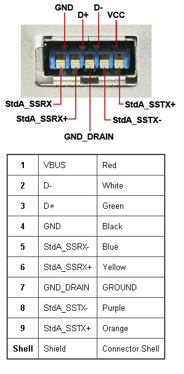 GND
D-
D+
VCC
StdA_SSRX
StdA_SSTX+
StdA_SSRX+
StdA_SSTX-
GND_DRAIN
1 VBUS Red
2 D- White
3 D+ Green
4 GND Black
5 StdA_SSRX- Blue
6 StdA_SSRX+ Yellow
7 GND_DRAIN GROUND
8 StdA_SSTX- Purple
9 StdA_SSTX+ Orange
Shell Shield Connector Shell